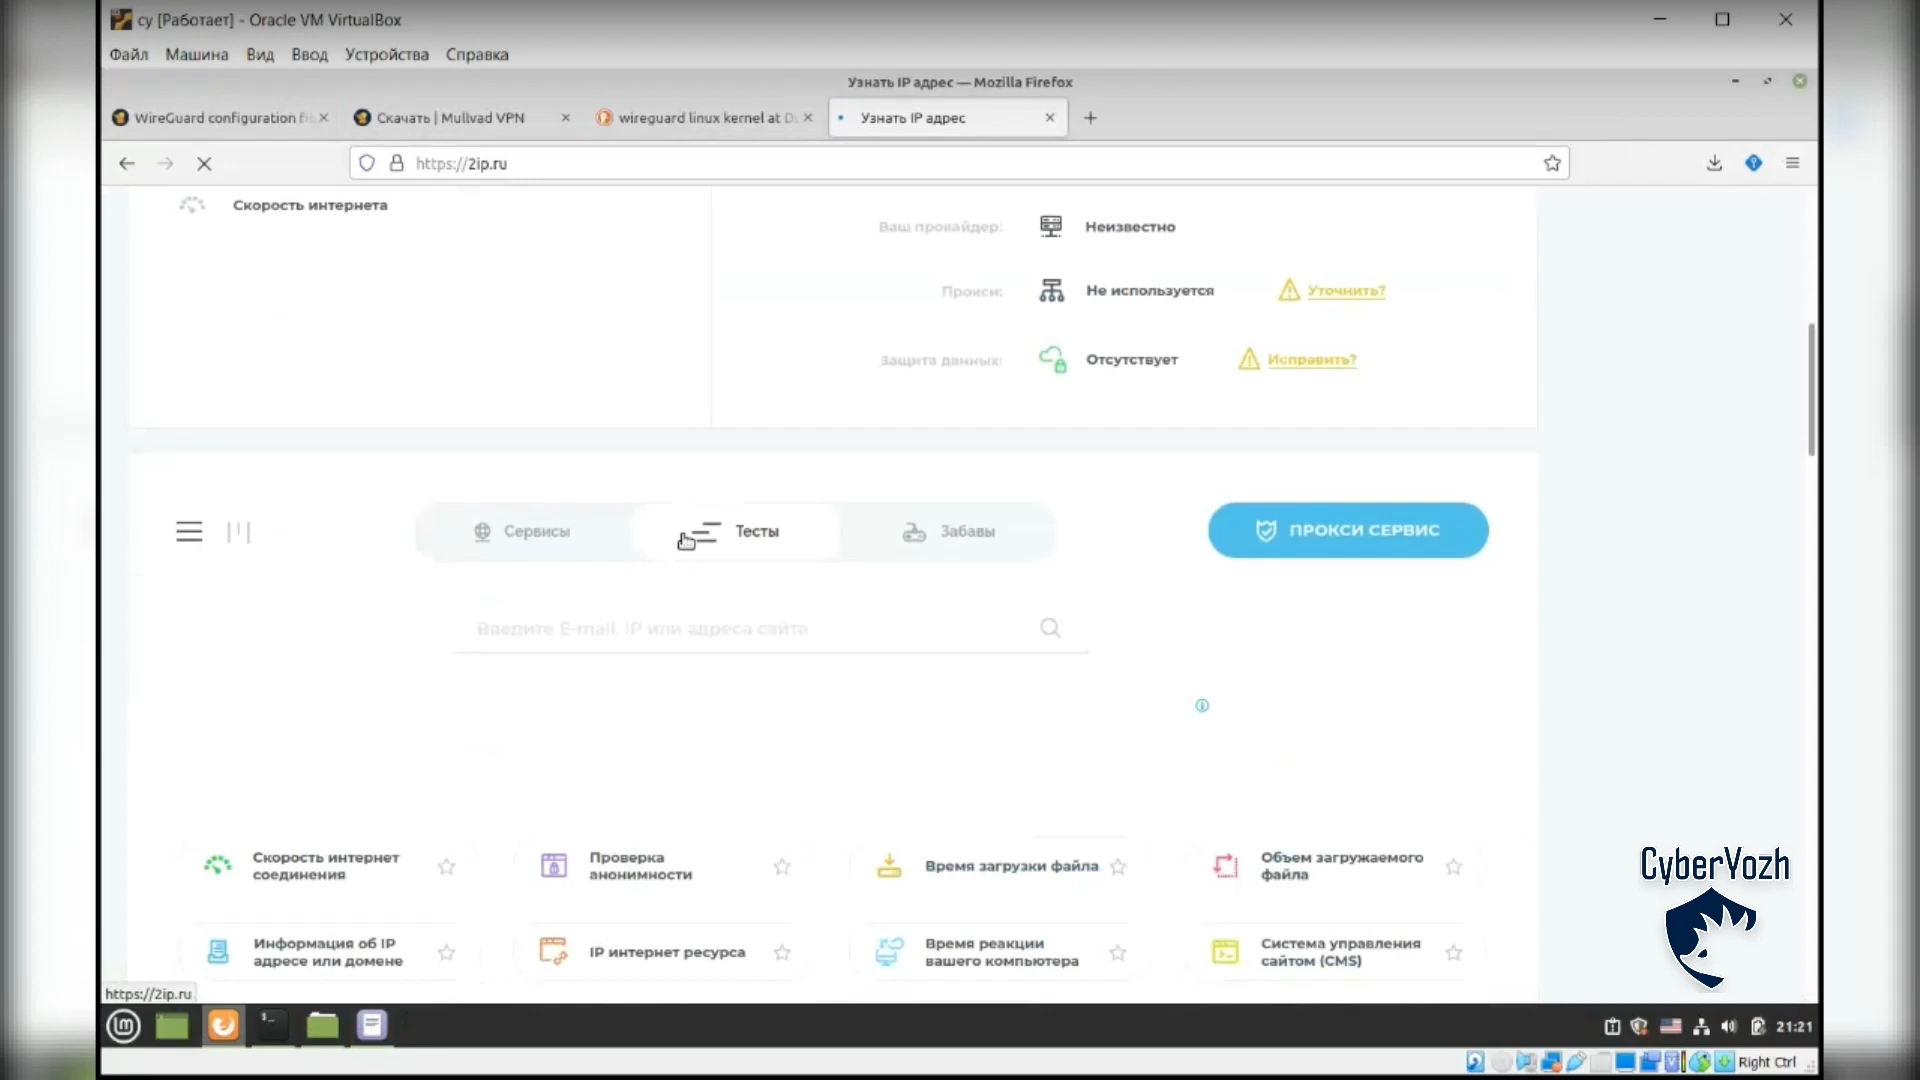 су [Работает] - Oracle VM VirtualBox
Файл Машина Вид Ввод Устройства Справка
Узнать IP адрес — Mozilla Firefox
WireGuard configuration fi
Скачать | Mullvad VPN
wireguard linux kernel at D
Узнать IP адрес
https://2ip.ru
Скорость интернета
Ваш провайдер: Неизвестно
Прокси: Не используется Уточнить?
Защита данных: Отсутствует Исправить?
Сервисы
Тесты
Забавы
ПРОКСИ СЕРВИС
Введите E-mail, IP или адреса сайта
Скорость интернет
соединения
Проверка
анонимности
Время загрузки файла
Объем загружаемого
файла
Информация об IP
адресе или домене
IP интернет ресурса
Время реакции
вашего компьютера
Система управления
сайтом (CMS)
CyberYozh
https://2ip.ru
21:21
Right Ctrl